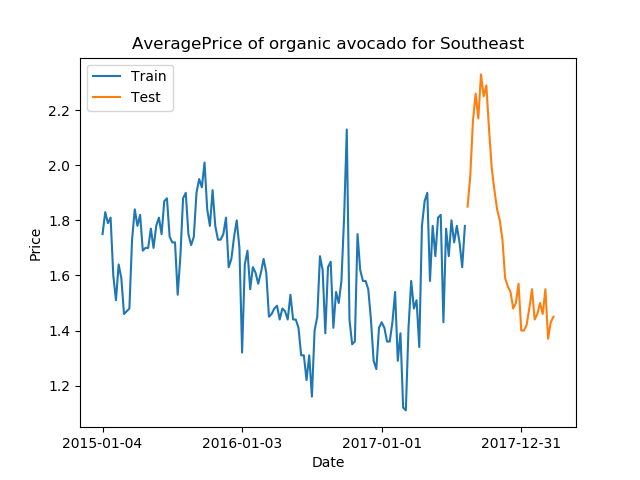 AveragePrice of organic avocado for Southeast
Train
Test
2.2
2.0
1.8
1.6
1.4
1.2
Price
2015-01-04 2016-01-03 2017-01-01 2017-12-31
Date